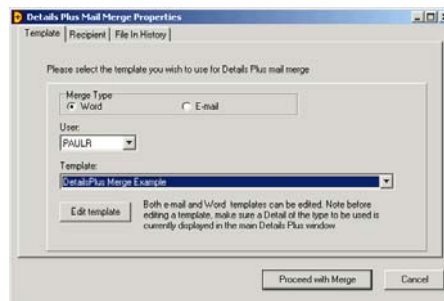 Details Plus Mail Merge Properties
Template Recipient File In History
Please select the template you wish to use for Details Plus mail merge
Merge Type
Word E-mail
User:
PAULR
Template:
DetailsPlus Merge Example
Edit template
Both e-mail and Word templates can be edited. Note before
editing a template, make sure a Detail of the type to be used is
currently displayed in the main Details Plus window
Proceed with Merge Cancel